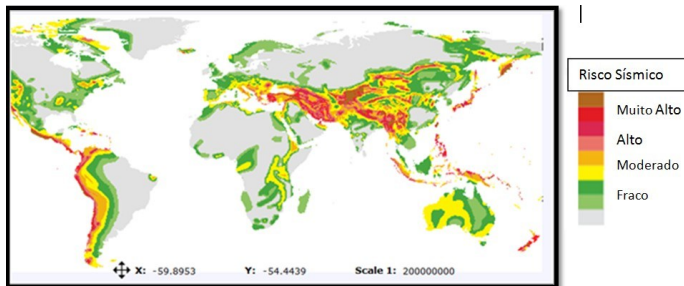 Risco Sísmico
Muito Alto
Alto
Moderado
Fraco
X: -59.8953 Y: -54.4439 Scale 1: 200000000